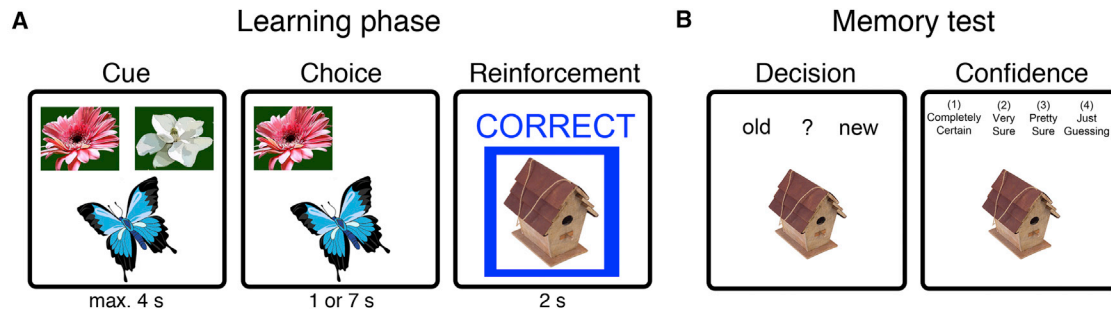 A
Learning phase
Cue
Choice
Reinforcement
CORRECT
max. 4 s
1 or 7 s
2 s
B
Memory test
Decision
Confidence
old ? new
(1) (2) (3) (4)
Completely Very Pretty Just
Certain Sure Sure Guessing